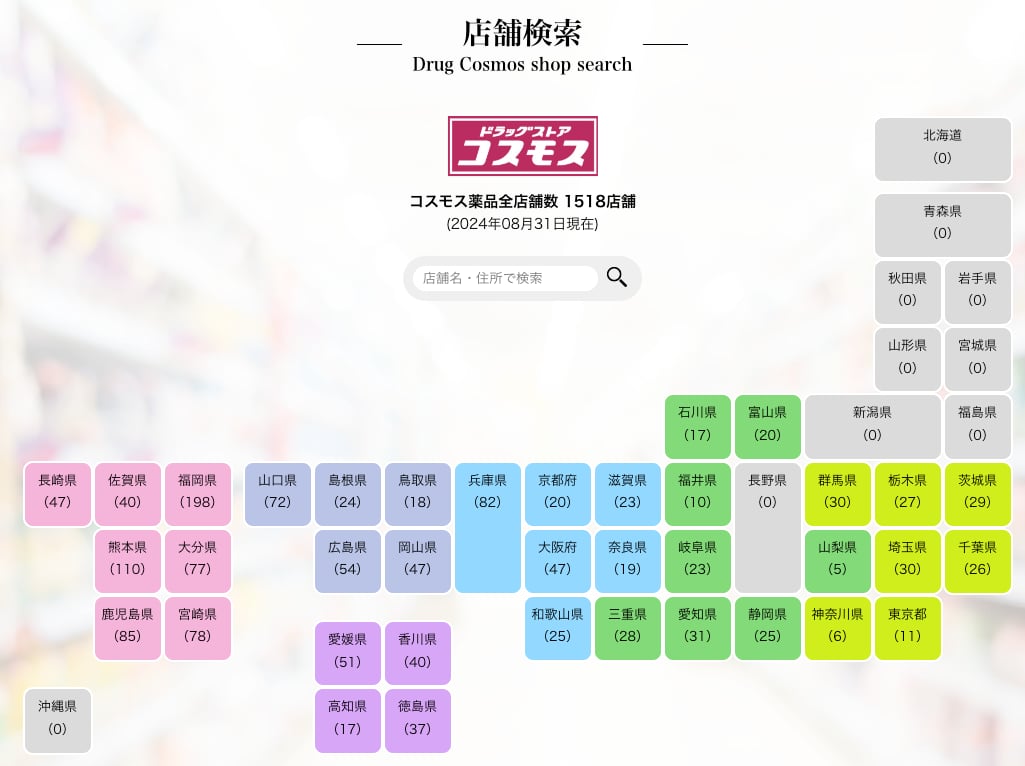 店舗検索
Drug Cosmos shop search
ドラッグストア
コスモス
コスモス薬品全店舗数 1518店舗
(2024年08月31日現在)
店舗名・住所で検索
北海道
(0)
青森県
(0)
秋田県
(0)
岩手県
(0)
山形県
(0)
宮城県
(0)
石川県
(17)
富山県
(20)
新潟県
(0)
福島県
(0)
長崎県
(47)
佐賀県
(40)
福岡県
(198)
山口県
(72)
島根県
(24)
鳥取県
(18)
兵庫県
(82)
京都府
(20)
滋賀県
(23)
福井県
(10)
長野県
(0)
群馬県
(30)
栃木県
(27)
茨城県
(29)
熊本県
(110)
大分県
(77)
広島県
(54)
岡山県
(47)
大阪府
(47)
奈良県
(19)
岐阜県
(23)
山梨県
(5)
埼玉県
(30)
千葉県
(26)
鹿児島県
(85)
宮崎県
(78)
和歌山県
(25)
三重県
(28)
愛知県
(31)
静岡県
(25)
神奈川県
(6)
東京都
(11)
愛媛県
(51)
香川県
(40)
沖縄県
(0)
高知県
(17)
徳島県
(37)